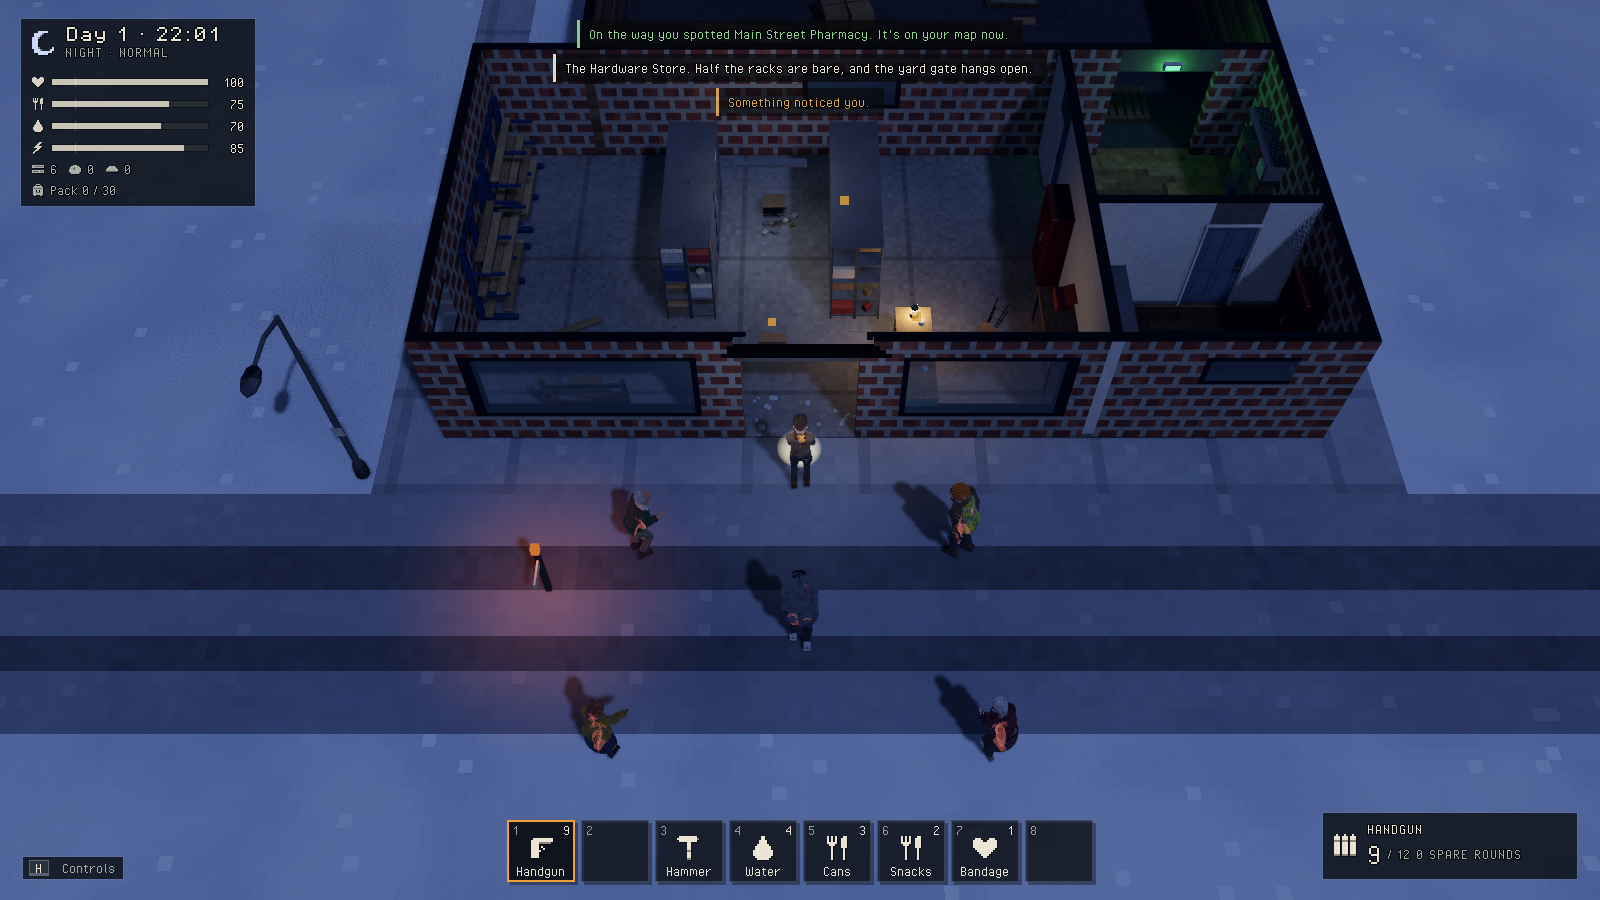 Day 1 · 22:01
NIGHT · NORMAL
100
75
70
85
6 0 0
Pack 0 / 30
On the way you spotted Main Street Pharmacy. It's on your map now.
The Hardware Store. Half the racks are bare, and the yard gate hangs open.
Something noticed you.
H Controls
1 9 Handgun
2
3 Hammer
4 4 Water
5 3 Cans
6 2 Snacks
7 1 Bandage
8
HANDGUN
9 / 12 0 SPARE ROUNDS